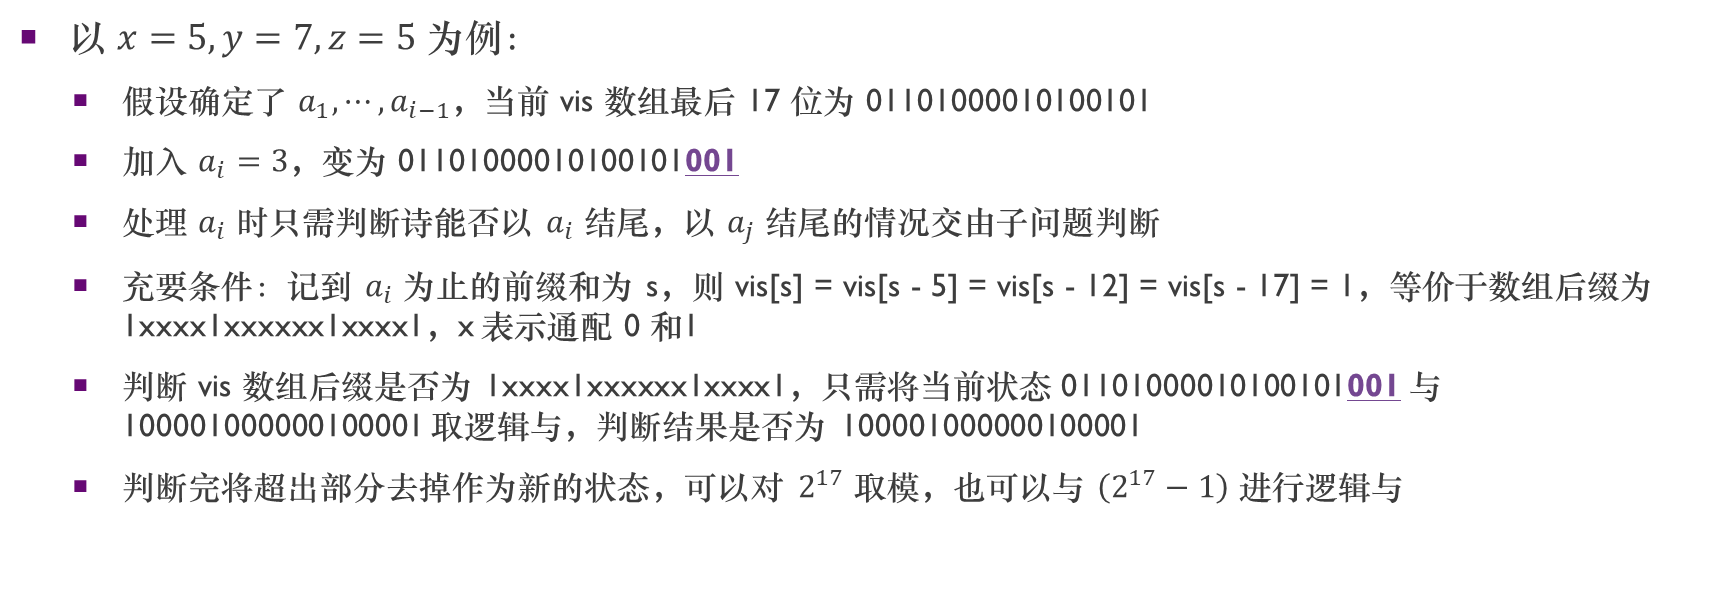 ▪ 以 x = 5, y = 7, z = 5 为例：
▪ 假设确定了 a₁, ⋯, aᵢ₋₁，当前 vis 数组最后 17 位为 01101000010100101
▪ 加入 aᵢ = 3，变为 01101000010100101001
▪ 处理 aᵢ 时只需判断诗能否以 aᵢ 结尾，以 aⱼ 结尾的情况交由子问题判断
▪ 充要条件：记到 aᵢ 为止的前缀和为 s，则 vis[s] = vis[s - 5] = vis[s - 12] = vis[s - 17] = 1，等价于数组后缀为
1xxxx1xxxxxx1xxxx1，x 表示通配 0 和1
▪ 判断 vis 数组后缀是否为 1xxxx1xxxxxx1xxxx1，只需将当前状态 01101000010100101001 与
100001000000100001 取逻辑与，判断结果是否为 100001000000100001
▪ 判断完将超出部分去掉作为新的状态，可以对 2¹⁷ 取模，也可以与 (2¹⁷ − 1) 进行逻辑与